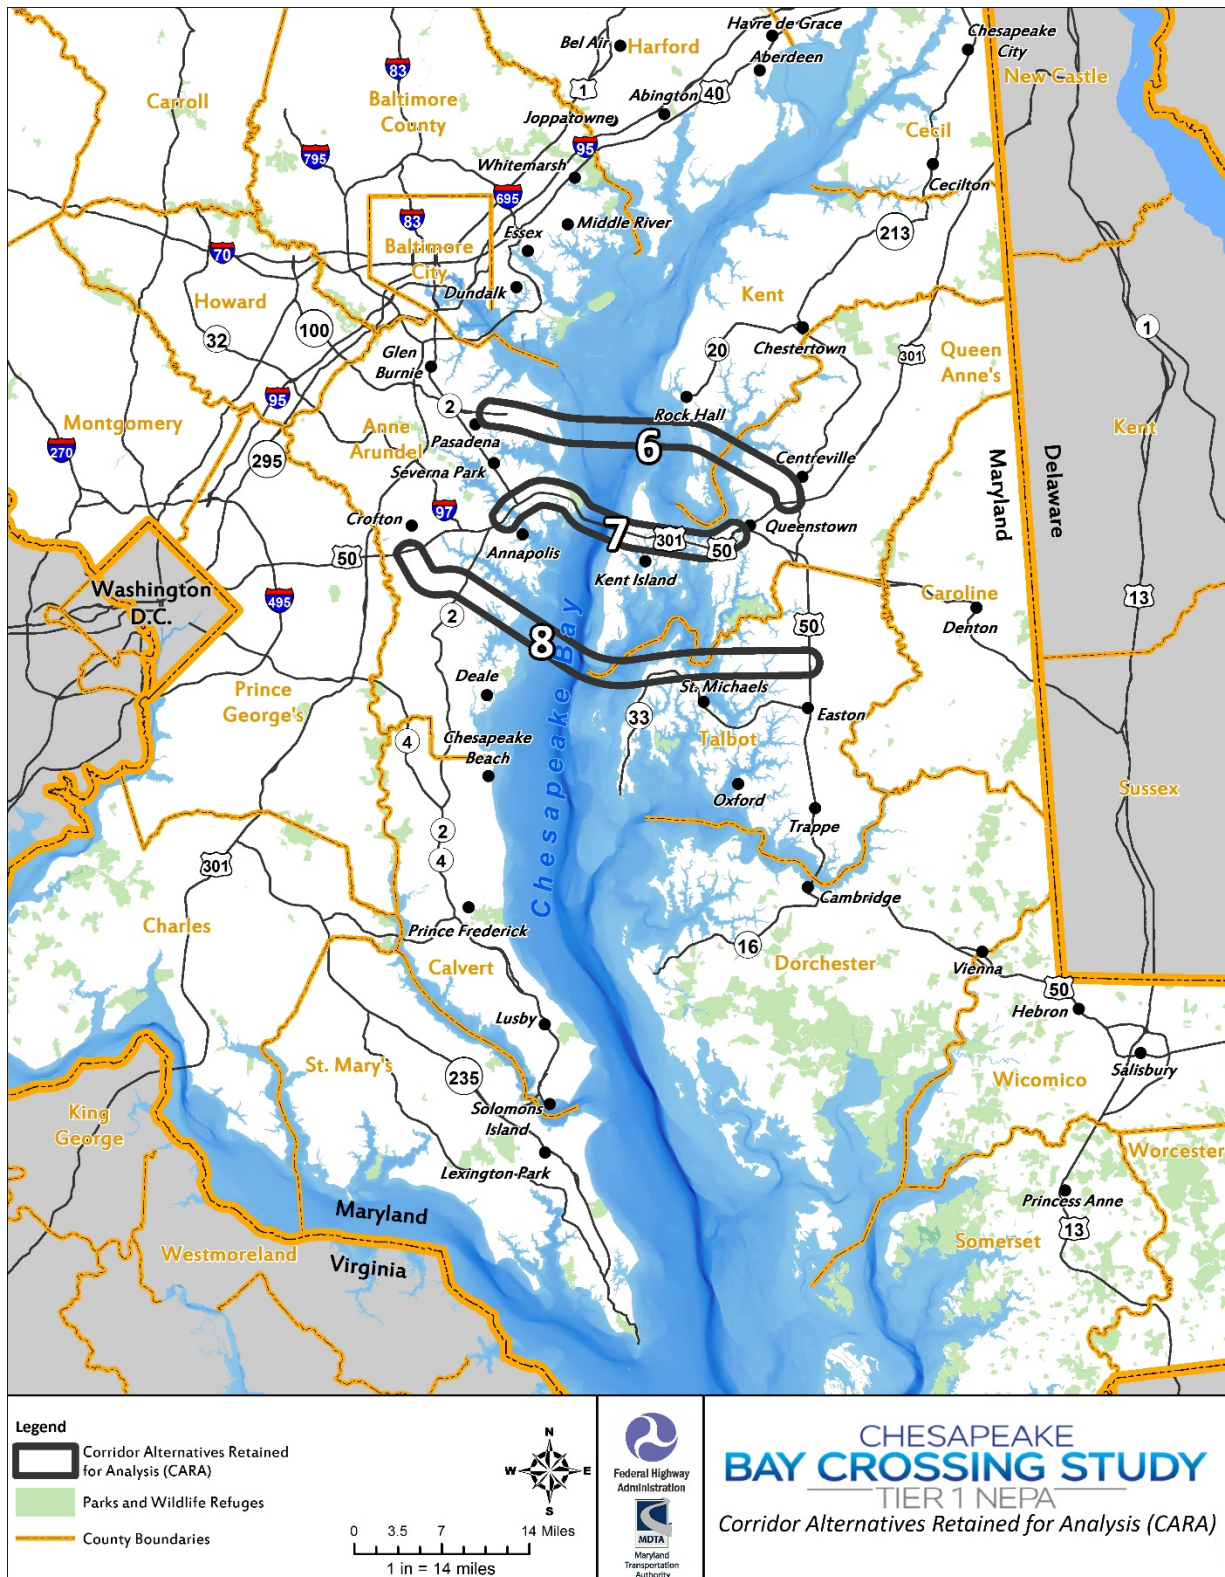 Havre de Grace
Chesapeake
City
Bel Air
Harford
Aberdeen
New Castle
83
1
40
Carroll
Baltimore
County
Abington
Joppatowne
Cecil
795
95
Whitemarsh
Cecilton
695
83
Middle River
213
Essex
70
Baltimore
City
Dundalk
Howard
Kent
100
32
20
Chestertown
1
301
Queen
Anne's
Glen
Burnie
95
2
Rock Hall
Montgomery
Anne
Arundel
Pasadena
Kent
270
295
6
Severna Park
Centreville
Maryland
Delaware
97
Crofton
Queenstown
7
301
50
50
Annapolis
Kent Island
Washington
D.C.
495
Caroline
13
Denton
2
50
8
Chesapeake Bay
Prince
George's
Deale
St. Michaels
33
Easton
4
Chesapeake
Beach
Talbot
Oxford
Sussex
Trappe
2
4
301
Cambridge
Charles
Prince Frederick
16
Calvert
Dorchester
Vienna
50
Hebron
Lusby
Salisbury
St. Mary's
235
Wicomico
Solomons
Island
King
George
Worcester
Lexington Park
Princess Anne
Maryland
13
Somerset
Westmoreland
Virginia
Legend
Corridor Alternatives Retained
for Analysis (CARA)
Parks and Wildlife Refuges
County Boundaries
N
W
E
S
0 3.5 7 14 Miles
1 in = 14 miles
Federal Highway
Administration
MDTA
Maryland
Transportation
Authority
CHESAPEAKE
BAY CROSSING STUDY
TIER 1 NEPA
Corridor Alternatives Retained for Analysis (CARA)